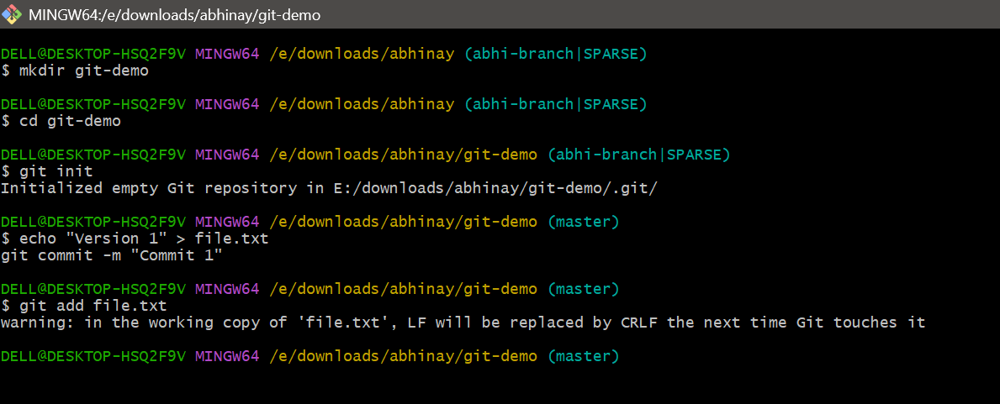 MINGW64:/e/downloads/abhinay/git-demo
DELL@DESKTOP-HSQ2F9V MINGW64 /e/downloads/abhinay (abhi-branch|SPARSE)
$ mkdir git-demo
DELL@DESKTOP-HSQ2F9V MINGW64 /e/downloads/abhinay (abhi-branch|SPARSE)
$ cd git-demo
DELL@DESKTOP-HSQ2F9V MINGW64 /e/downloads/abhinay/git-demo (abhi-branch|SPARSE)
$ git init
Initialized empty Git repository in E:/downloads/abhinay/git-demo/.git/
DELL@DESKTOP-HSQ2F9V MINGW64 /e/downloads/abhinay/git-demo (master)
$ echo "Version 1" > file.txt
git commit -m "Commit 1"
DELL@DESKTOP-HSQ2F9V MINGW64 /e/downloads/abhinay/git-demo (master)
$ git add file.txt
warning: in the working copy of 'file.txt', LF will be replaced by CRLF the next time Git touches it
DELL@DESKTOP-HSQ2F9V MINGW64 /e/downloads/abhinay/git-demo (master)